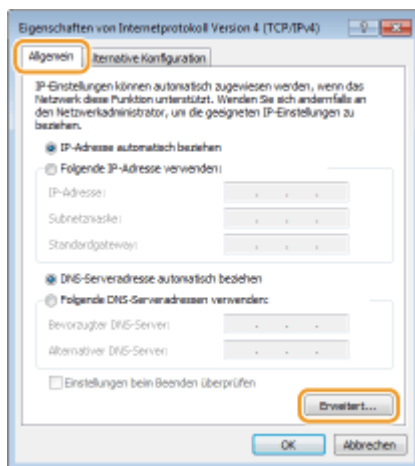 Eigenschaften von Internetprotokoll Version 4 (TCP/IPv4)
Allgemein
lternative Konfiguration
IP-Einstellungen können automatisch zugewiesen werden, wenn das
Netzwerk diese Funktion unterstützt. Wenden Sie sich andernfalls an
den Netzwerkadministrator, um die geeigneten IP-Einstellungen zu
beziehen.
IP-Adresse automatisch beziehen
Folgende IP-Adresse verwenden:
IP-Adresse:
Subnetzmaske:
Standardgateway:
DNS-Serveradresse automatisch beziehen
Folgende DNS-Serveradressen verwenden:
Bevorzugter DNS-Server:
Alternativer DNS-Server:
Einstellungen beim Beenden überprüfen
Erweitert...
OK
Abbrechen